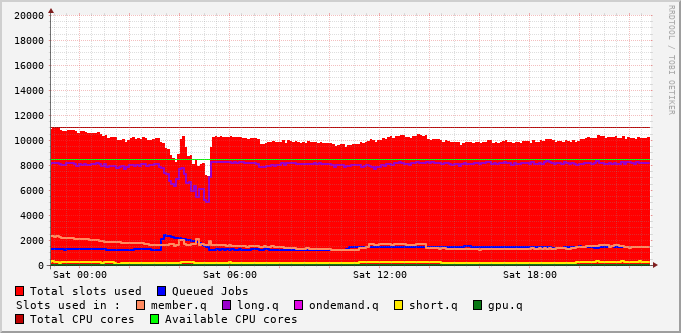 RRDTOOL / TOBI OETIKER
20000
18000
16000
14000
12000
10000
8000
6000
4000
2000
0
Sat 00:00 Sat 06:00 Sat 12:00 Sat 18:00
Total slots used Queued Jobs
Slots used in : member.q long.q ondemand.q short.q gpu.q
Total CPU cores Available CPU cores